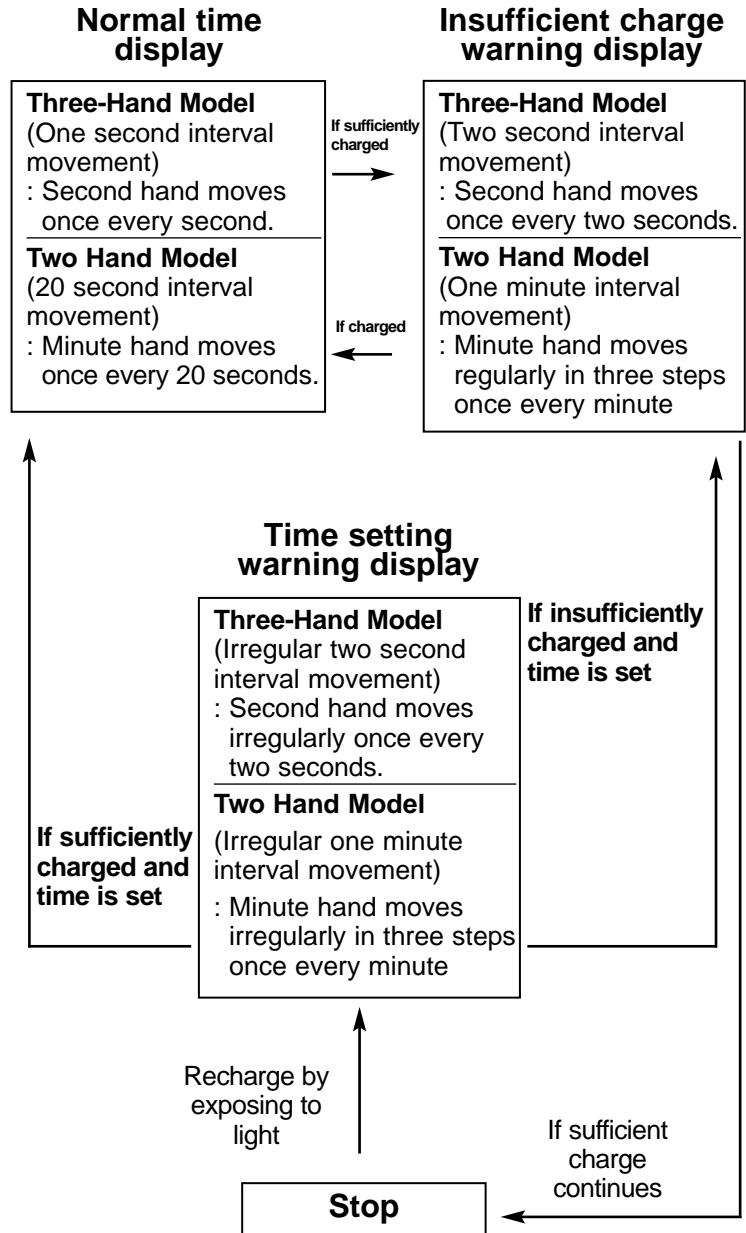 Normal time
display
Insufficient charge
warning display
Three-Hand Model
(One second interval
movement)
: Second hand moves
once every second.
Two Hand Model
(20 second interval
movement)
: Minute hand moves
once every 20 seconds.
If sufficiently
charged
If charged
Three-Hand Model
(Two second interval
movement)
: Second hand moves
once every two seconds.
Two Hand Model
(One minute interval
movement)
: Minute hand moves
regularly in three steps
once every minute
Time setting
warning display
Three-Hand Model
(Irregular two second
interval movement)
: Second hand moves
irregularly once every
two seconds.
Two Hand Model
(Irregular one minute
interval movement)
: Minute hand moves
irregularly in three steps
once every minute
If sufficiently
charged and
time is set
If insufficiently
charged and
time is set
Recharge by
exposing to
light
If sufficient
charge
continues
Stop